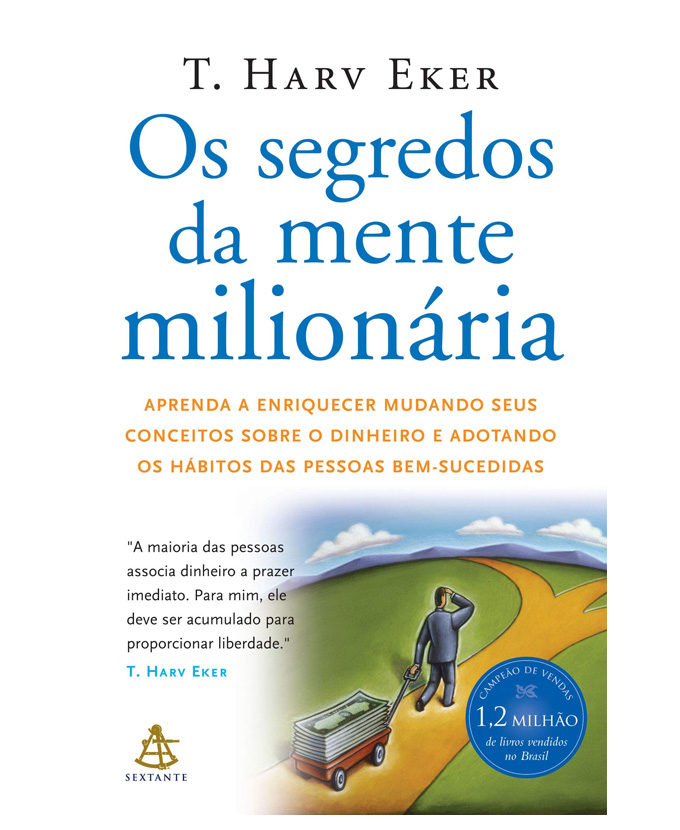 T. HARV EKER
Os segredos
da mente
milionária
APRENDA A ENRIQUECER MUDANDO SEUS
CONCEITOS SOBRE O DINHEIRO E ADOTANDO
OS HÁBITOS DAS PESSOAS BEM-SUCEDIDAS
"A maioria das pessoas
associa dinheiro a prazer
imediato. Para mim, ele
deve ser acumulado para
proporcionar liberdade."
T. HARV EKER
CAMPEÃO DE VENDAS
1,2 MILHÃO
de livros vendidos
no Brasil
SEXTANTE